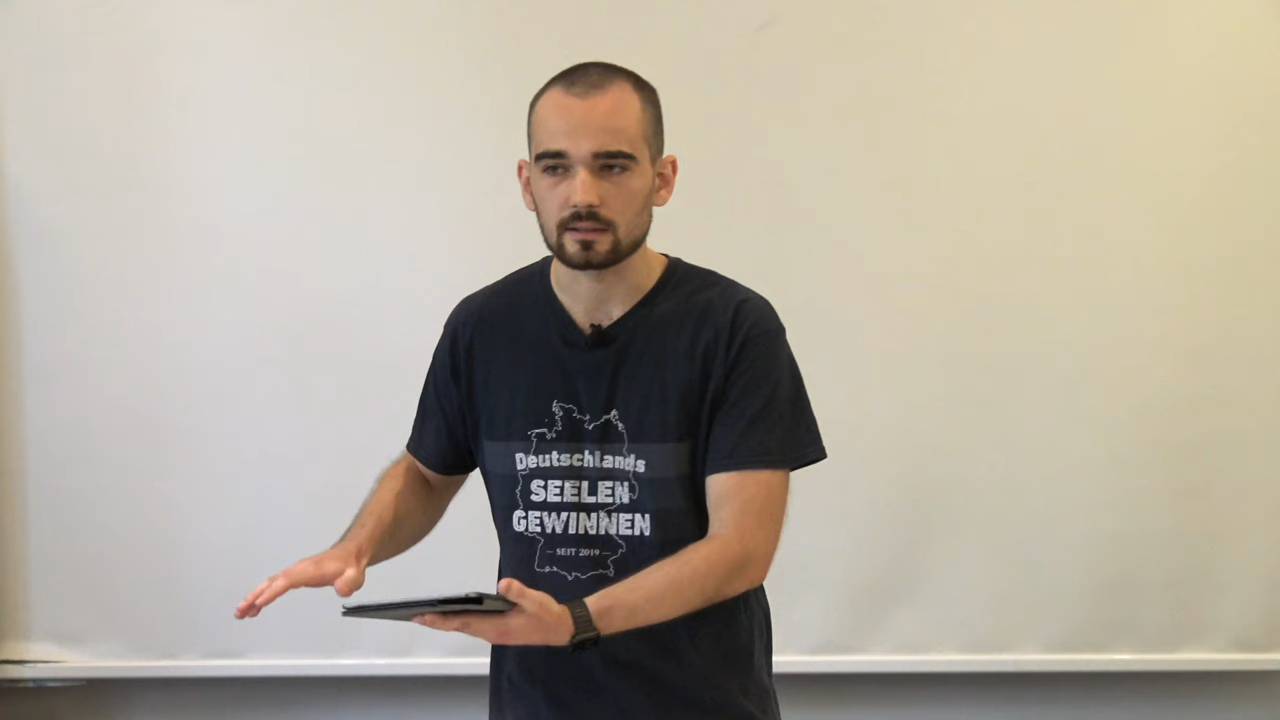 Deutschlands
SEELEN
GEWINNEN
— SEIT 2019 —